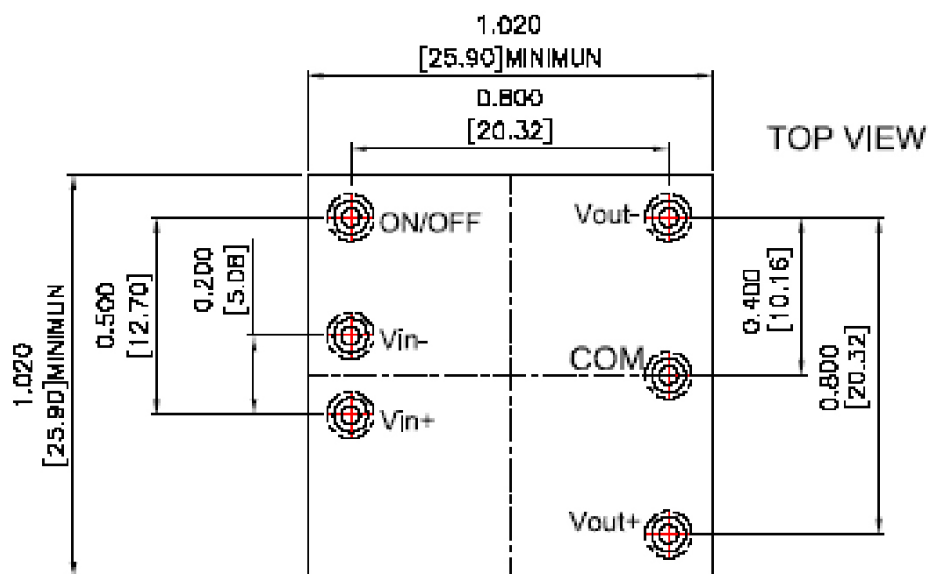 1.020
[25.90]MINIMUN
0.800
[20.32]
TOP VIEW
ON/OFF
Vout-
0.500
[12.70]
0.200
[5.08]
0.400
[10.16]
Vin-
COM
1.020
[25.90]MINIMUN
0.800
[20.32]
Vin+
Vout+